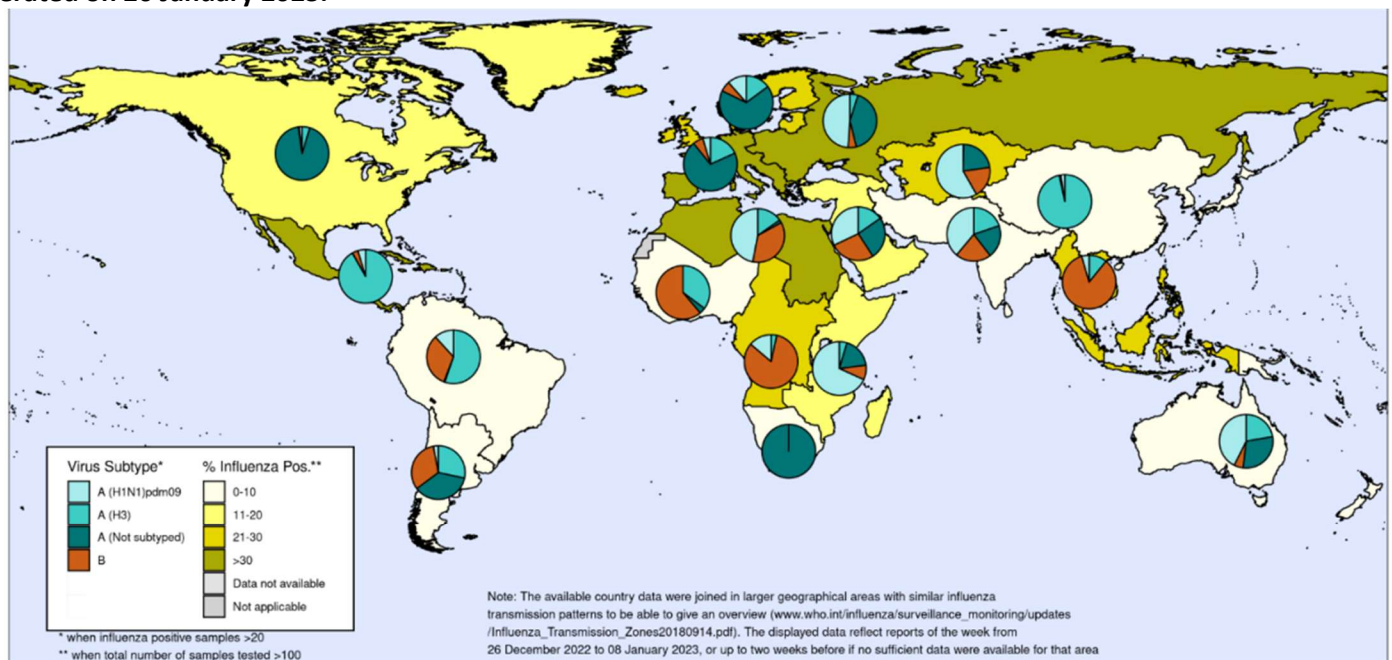 Virus Subtype*
A (H1N1)pdm09
A (H3)
A (Not subtyped)
B
% Influenza Pos.**
0-10
11-20
21-30
>30
Data not available
Not applicable
* when influenza positive samples >20
** when total number of samples tested >100
Note: The available country data were joined in larger geographical areas with similar influenza
transmission patterns to be able to give an overview (www.who.int/influenza/surveillance_monitoring/updates
/Influenza_Transmission_Zones20180914.pdf). The displayed data reflect reports of the week from
26 December 2022 to 08 January 2023, or up to two weeks before if no sufficient data were available for that area